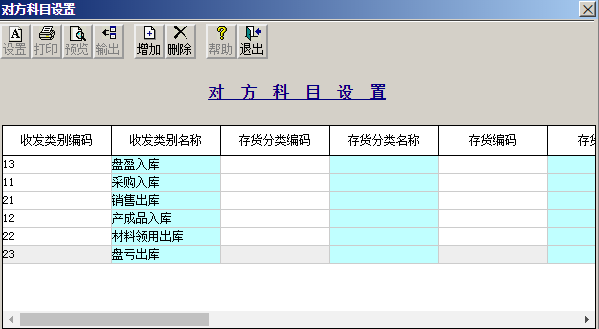 对方科目设置
设置 打印 预览 输出 增加 删除 帮助 退出
对 方 科 目 设 置
收发类别编码 收发类别名称 存货分类编码 存货分类名称 存货编码 存货
13 盘盈入库
11 采购入库
21 销售出库
12 产成品入库
22 材料领用出库
23 盘亏出库